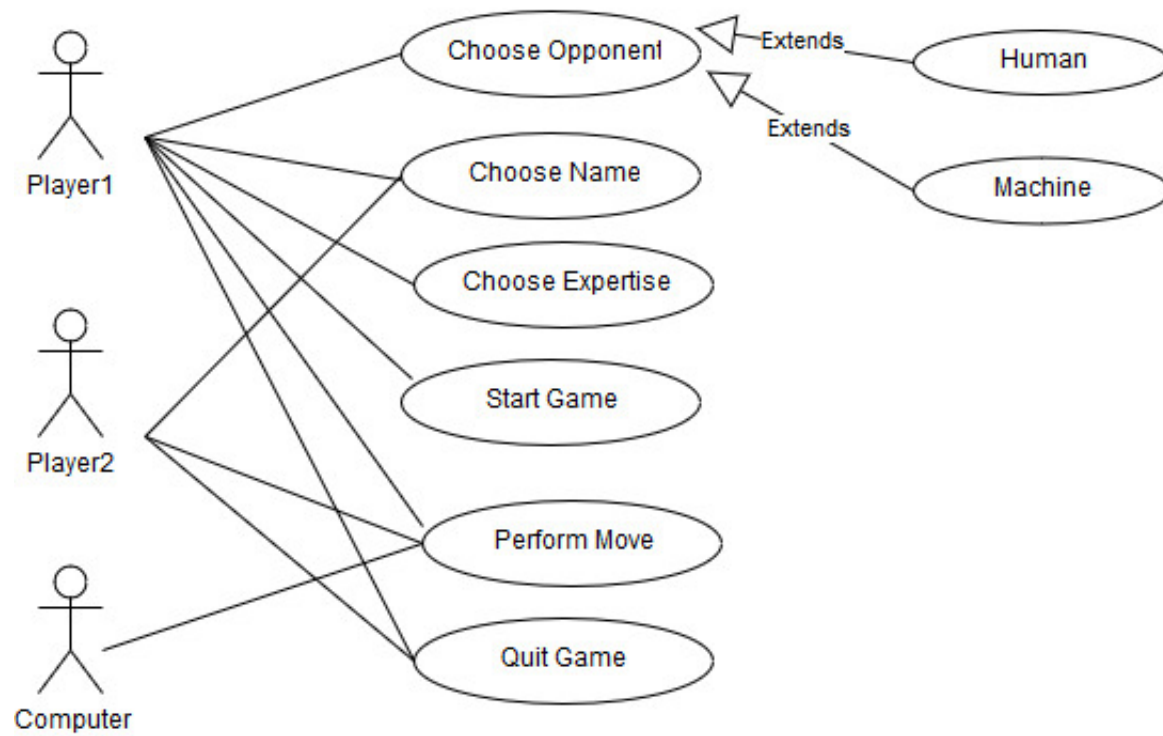 Choose Opponent
Extends
Human
Extends
Player1
Choose Name
Machine
Choose Expertise
Start Game
Player2
Perform Move
Quit Game
Computer